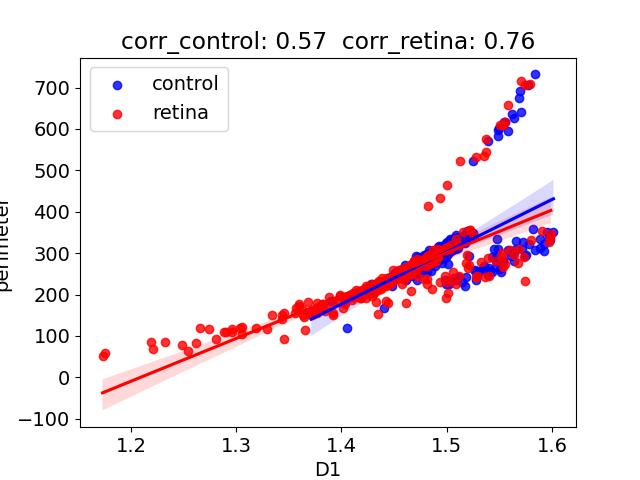 corr_control: 0.57  corr_retina: 0.76
control
retina
700
600
500
400
300
200
100
0
−100
perimeter
1.2 1.3 1.4 1.5 1.6
D1